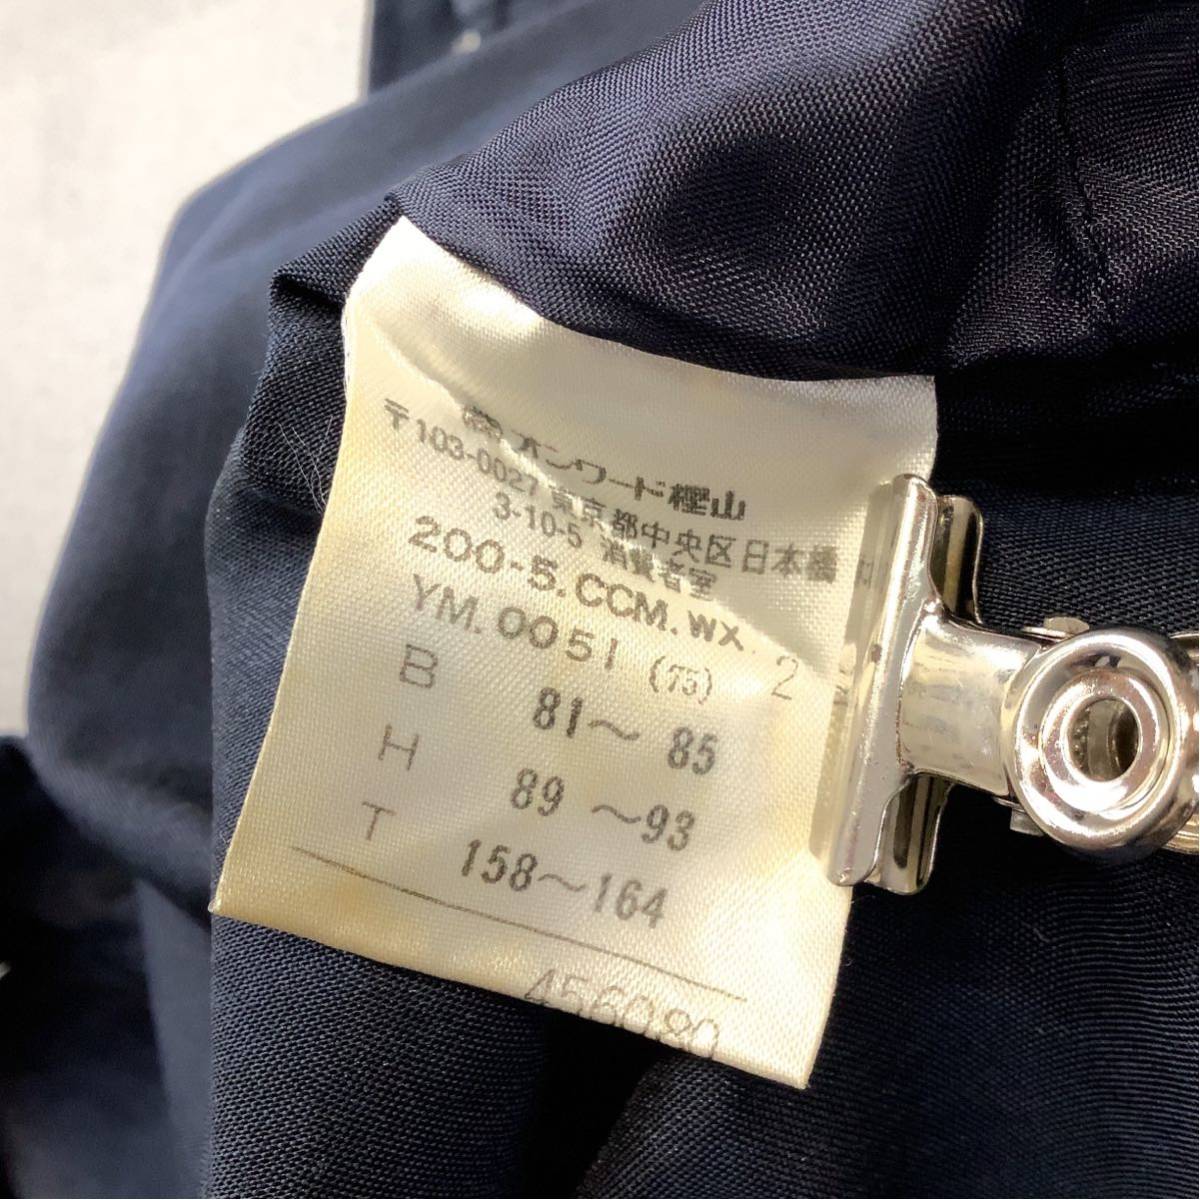 ㈱オンワード樫山
〒103-0027 東京都中央区日本橋
3-10-5 消費者室
200-5.CCM.WX.
YM.0051 (75) 2
B 81～85
H 89～93
T 158～164